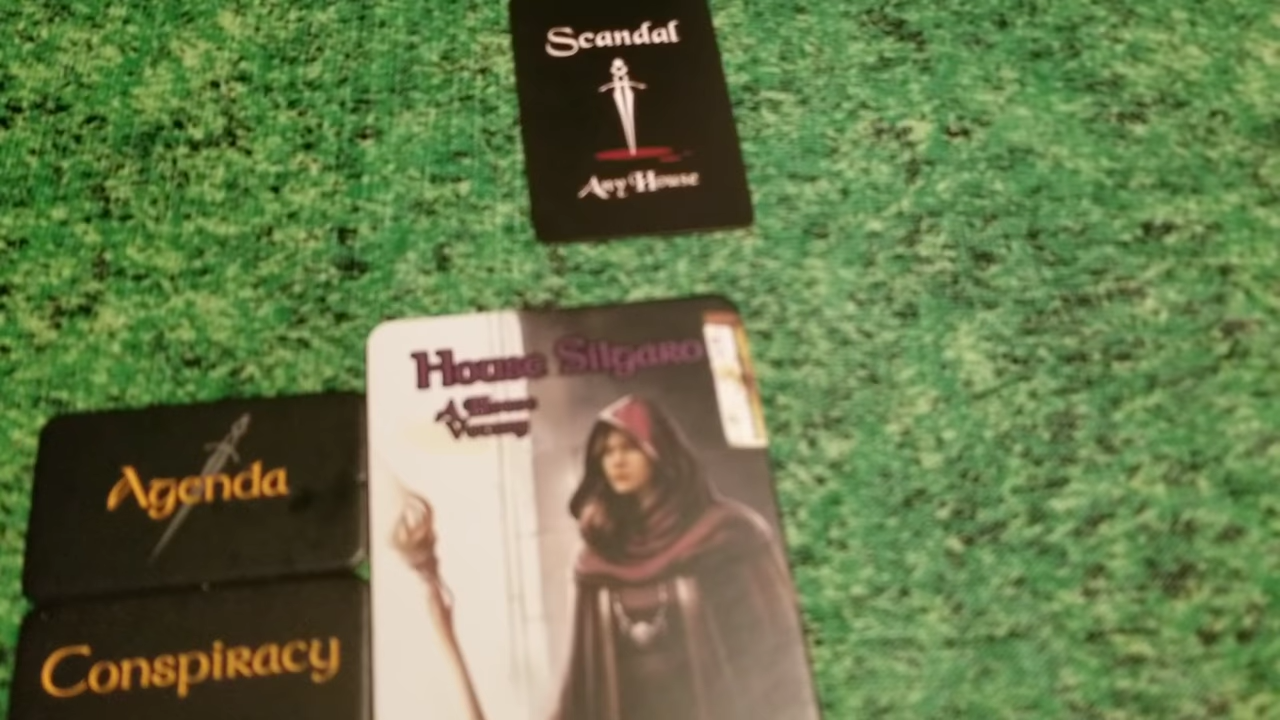 Scandal
Any House
House Silgaro
A
Agenda
Conspiracy